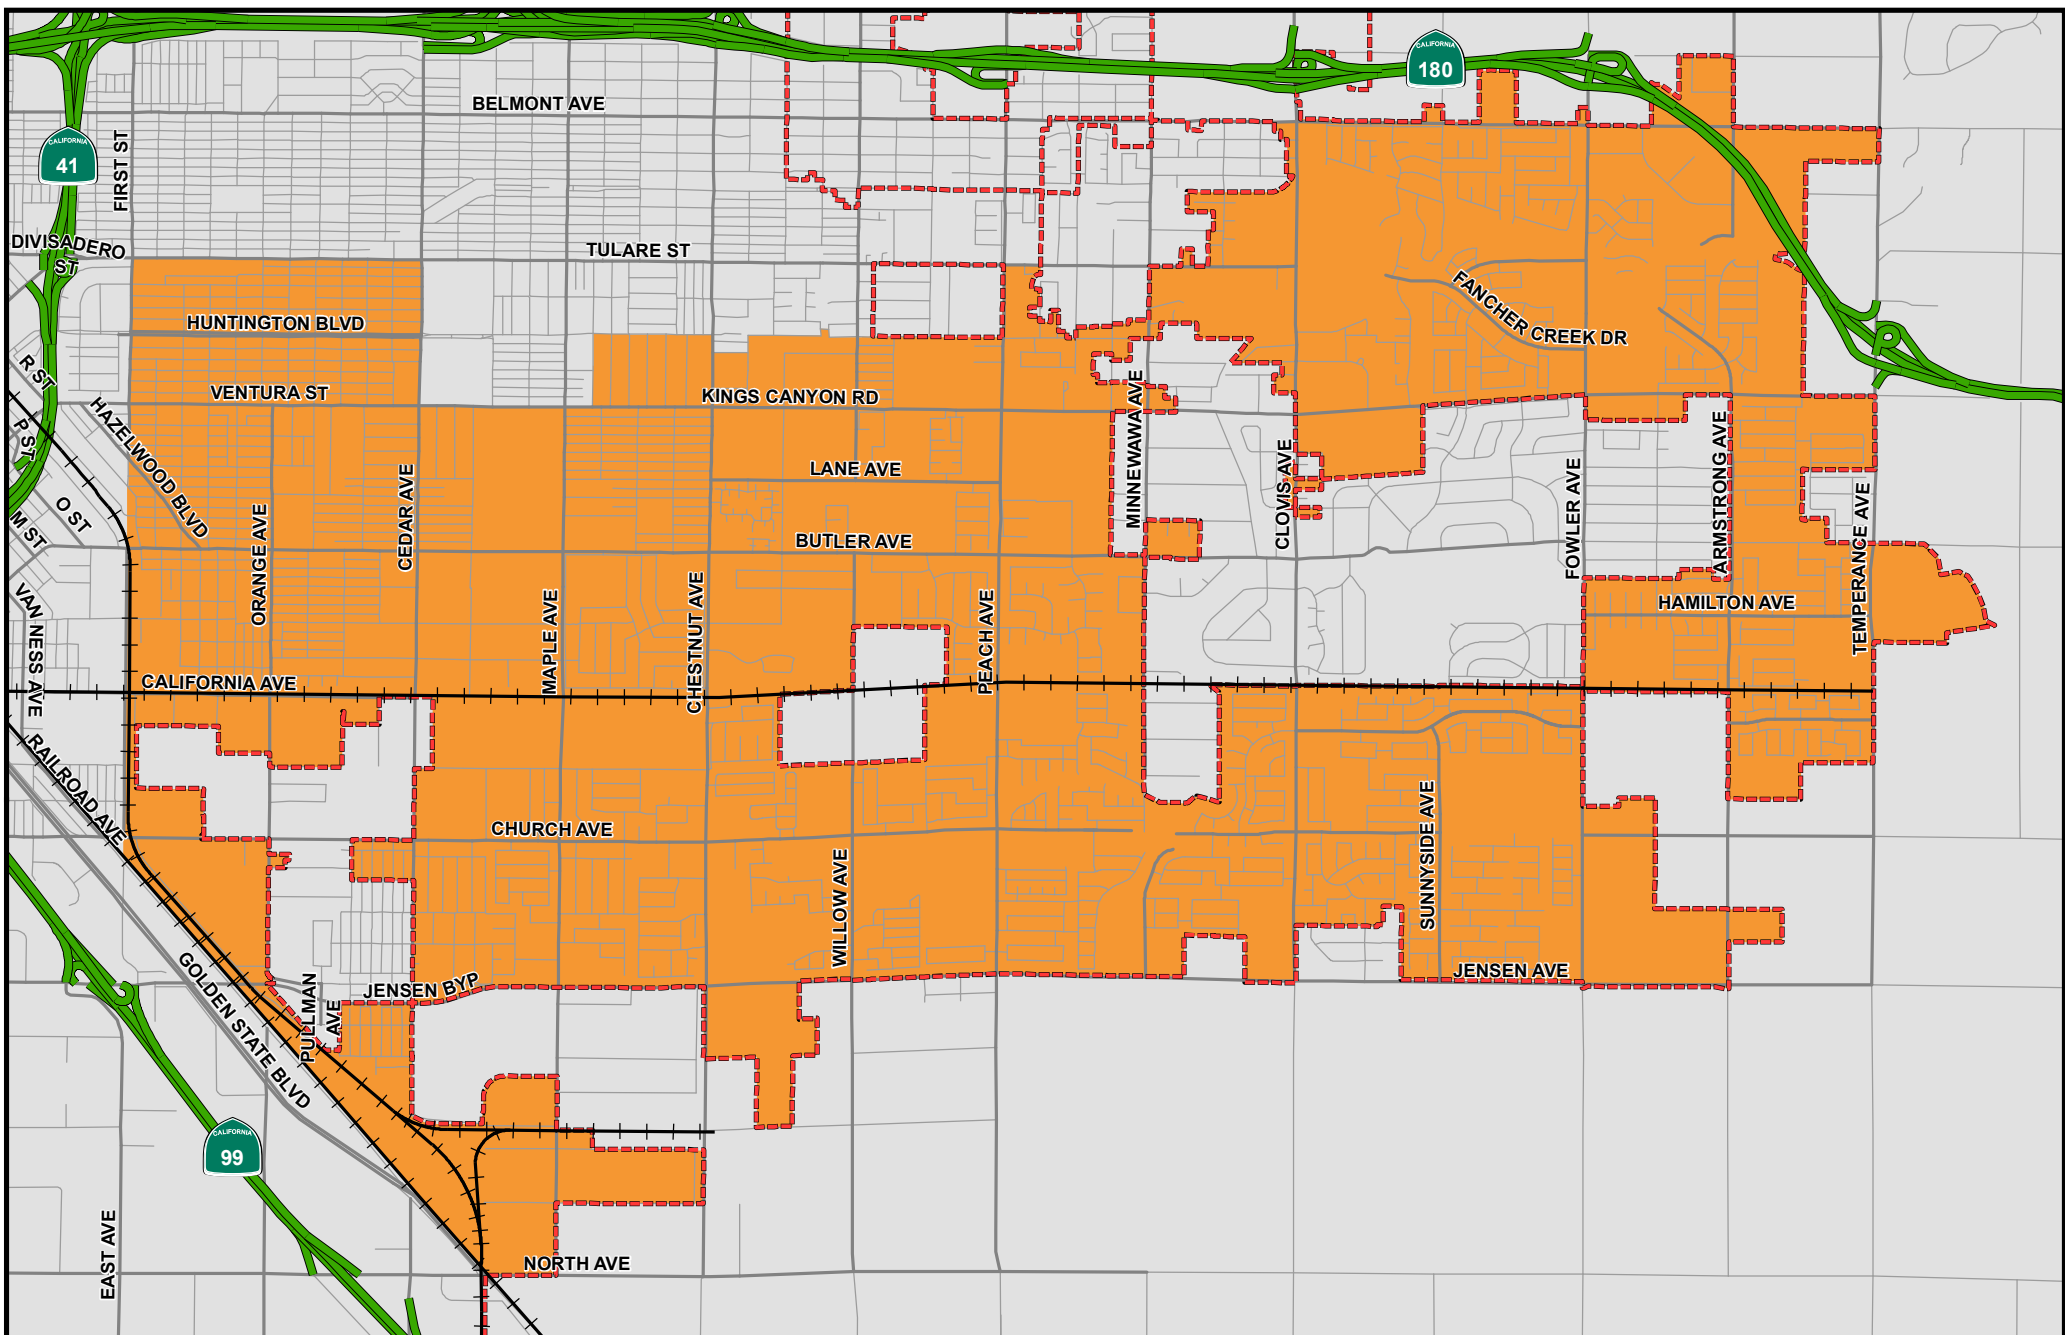 CALIFORNIA
180
BELMONT AVE
CALIFORNIA
41
FIRST ST
DIVISADERO
ST
TULARE ST
HUNTINGTON BLVD
FANCHER CREEK DR
R ST
VENTURA ST
KINGS CANYON RD
P ST
HAZELWOOD BLVD
MINNEWAWA AVE
CLOVIS AVE
ARMSTRONG AVE
LANE AVE
CEDAR AVE
FOWLER AVE
O ST
M ST
ORANGE AVE
BUTLER AVE
TEMPERANCE AVE
VAN NESS AVE
MAPLE AVE
CHESTNUT AVE
PEACH AVE
HAMILTON AVE
CALIFORNIA AVE
RAILROAD AVE
CHURCH AVE
SUNNYSIDE AVE
WILLOW AVE
GOLDEN STATE BLVD
PULLMAN
AVE
JENSEN BYP
JENSEN AVE
CALIFORNIA
99
EAST AVE
NORTH AVE